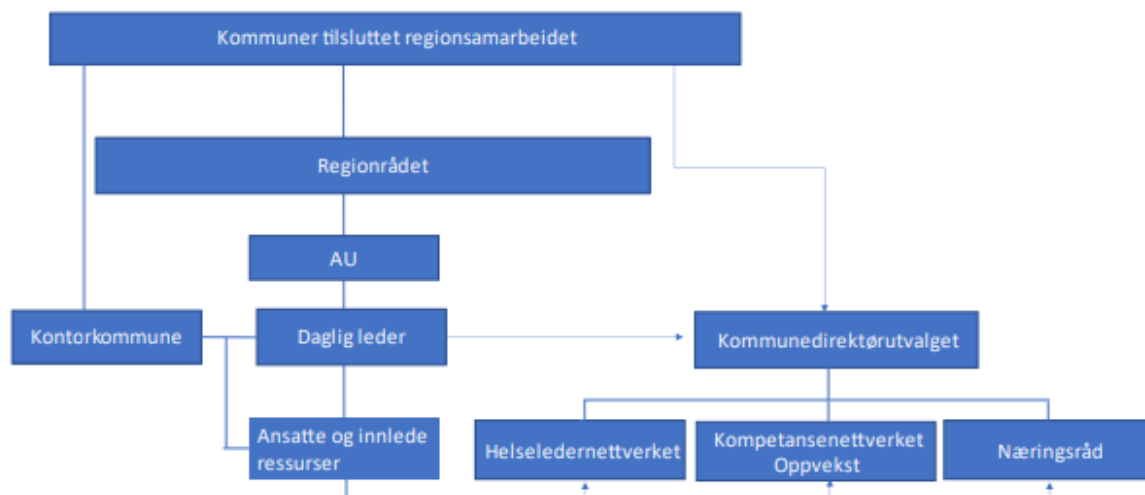 Kommuner tilsluttet regionsamarbeidet
Regionrådet
AU
Kontorkommune
Daglig leder
Kommunedirektørutvalget
Ansatte og innlede
ressurser
Helseledernettverket
Kompetansenettverket
Oppvekst
Næringsråd